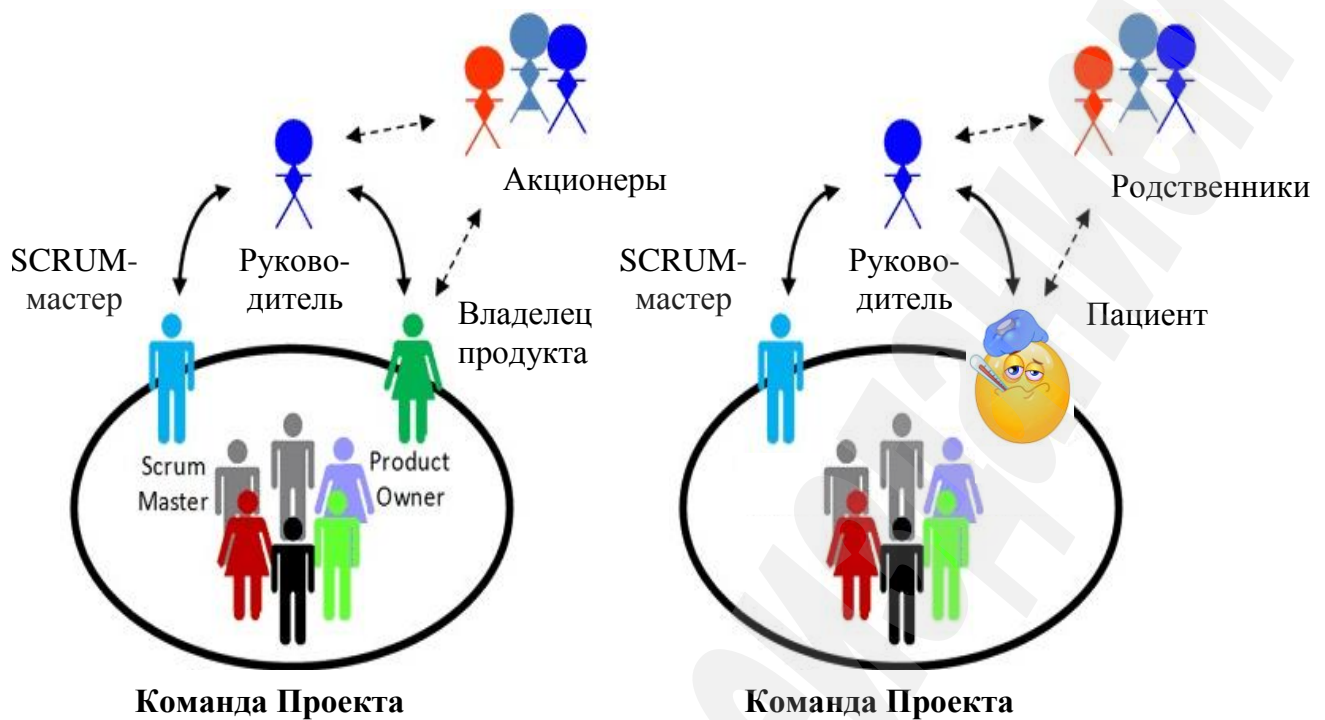 Акционеры
SCRUM-
мастер
Руково-
дитель
Владелец
продукта
Scrum
Master
Product
Owner
Команда Проекта
Родственники
SCRUM-
мастер
Руково-
дитель
Пациент
Команда Проекта